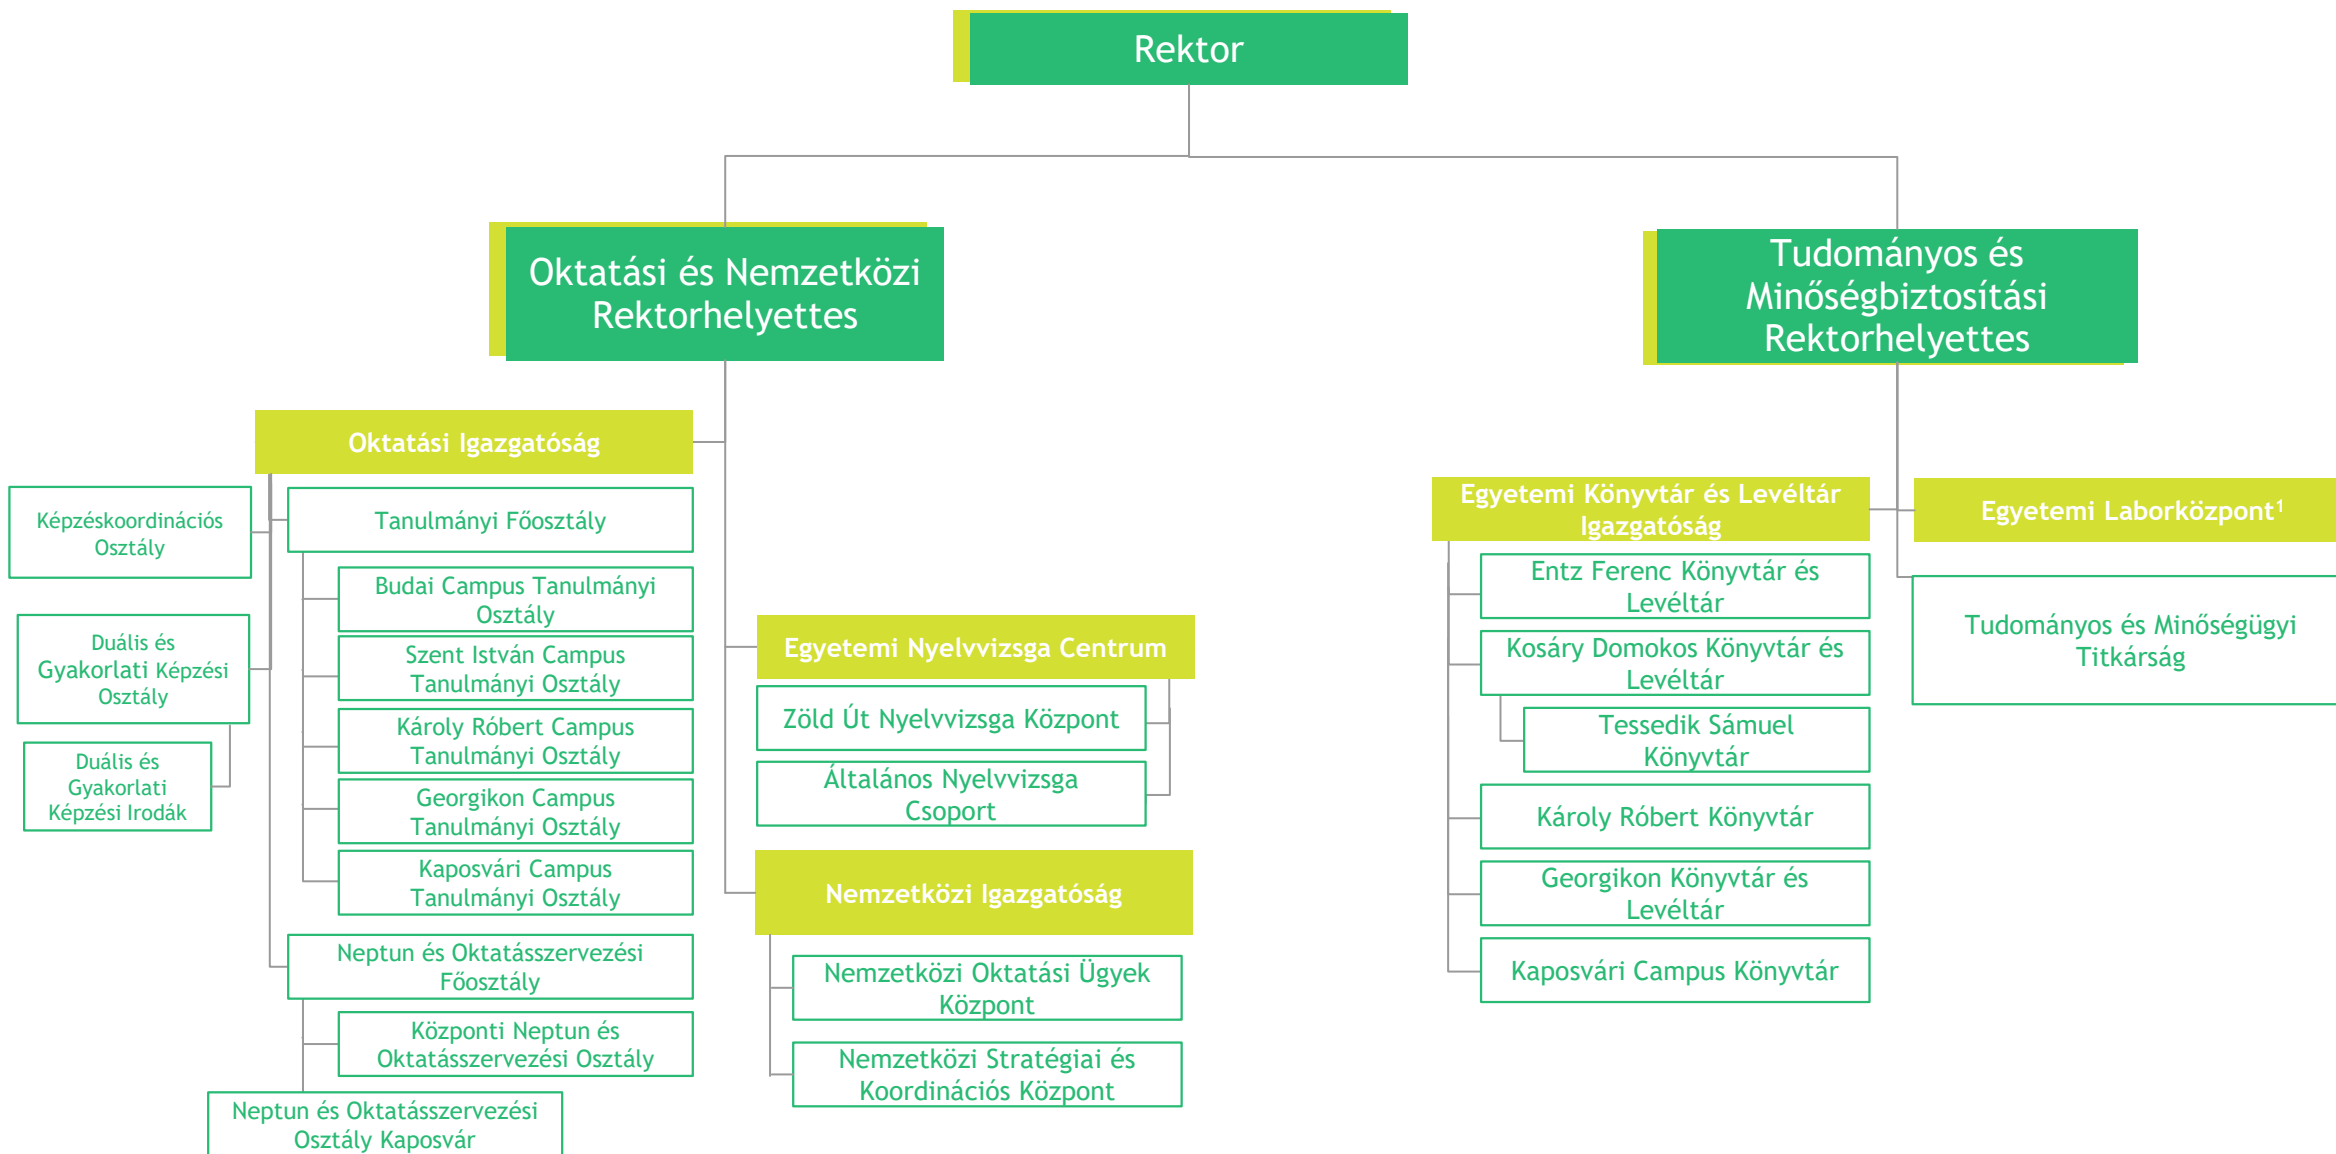 Rektor
Oktatási és Nemzetközi
Rektorhelyettes
Tudományos és
Minőségbiztosítási
Rektorhelyettes
Oktatási Igazgatóság
Képzéskoordinációs
Osztály
Duális és
Gyakorlati Képzési
Osztály
Duális és
Gyakorlati
Képzési Irodák
Tanulmányi Főosztály
Budai Campus Tanulmányi
Osztály
Szent István Campus
Tanulmányi Osztály
Károly Róbert Campus
Tanulmányi Osztály
Georgikon Campus
Tanulmányi Osztály
Kaposvári Campus
Tanulmányi Osztály
Neptun és Oktatásszervezési
Főosztály
Központi Neptun és
Oktatásszervezési Osztály
Neptun és Oktatásszervezési
Osztály Kaposvár
Egyetemi Nyelvvizsga Centrum
Zöld Út Nyelvvizsga Központ
Általános Nyelvvizsga
Csoport
Nemzetközi Igazgatóság
Nemzetközi Oktatási Ügyek
Központ
Nemzetközi Stratégiai és
Koordinációs Központ
Egyetemi Könyvtár és Levéltár
Igazgatóság
Entz Ferenc Könyvtár és
Levéltár
Kosáry Domokos Könyvtár és
Levéltár
Tessedik Sámuel
Könyvtár
Károly Róbert Könyvtár
Georgikon Könyvtár és
Levéltár
Kaposvári Campus Könyvtár
Egyetemi Laborközpont¹
Tudományos és Minőségügyi
Titkárság